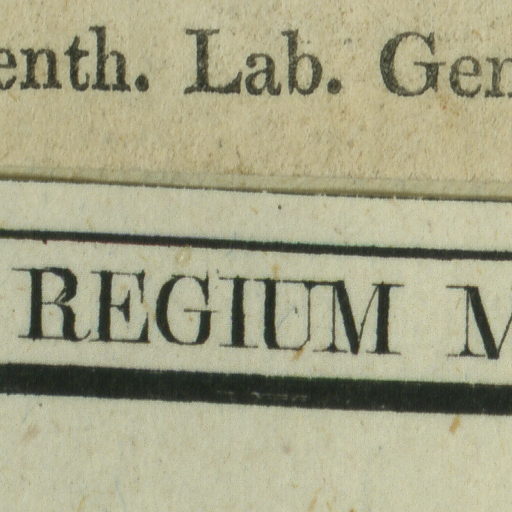 enth. Lab. Gen
REGIUM M